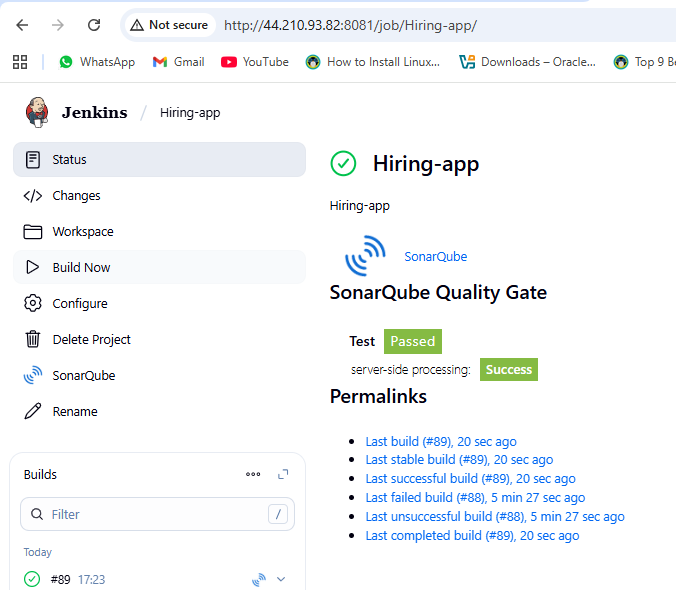 Not secure http://44.210.93.82:8081/job/Hiring-app/
WhatsApp Gmail YouTube How to Install Linux... Downloads – Oracle... Top 9 Be
Jenkins / Hiring-app
Status
Changes
Workspace
Build Now
Configure
Delete Project
SonarQube
Rename
Builds
Filter /
Today
#89 17:23
Hiring-app
Hiring-app
SonarQube
SonarQube Quality Gate
Test Passed
server-side processing: Success
Permalinks
Last build (#89), 20 sec ago
Last stable build (#89), 20 sec ago
Last successful build (#89), 20 sec ago
Last failed build (#88), 5 min 27 sec ago
Last unsuccessful build (#88), 5 min 27 sec ago
Last completed build (#89), 20 sec ago